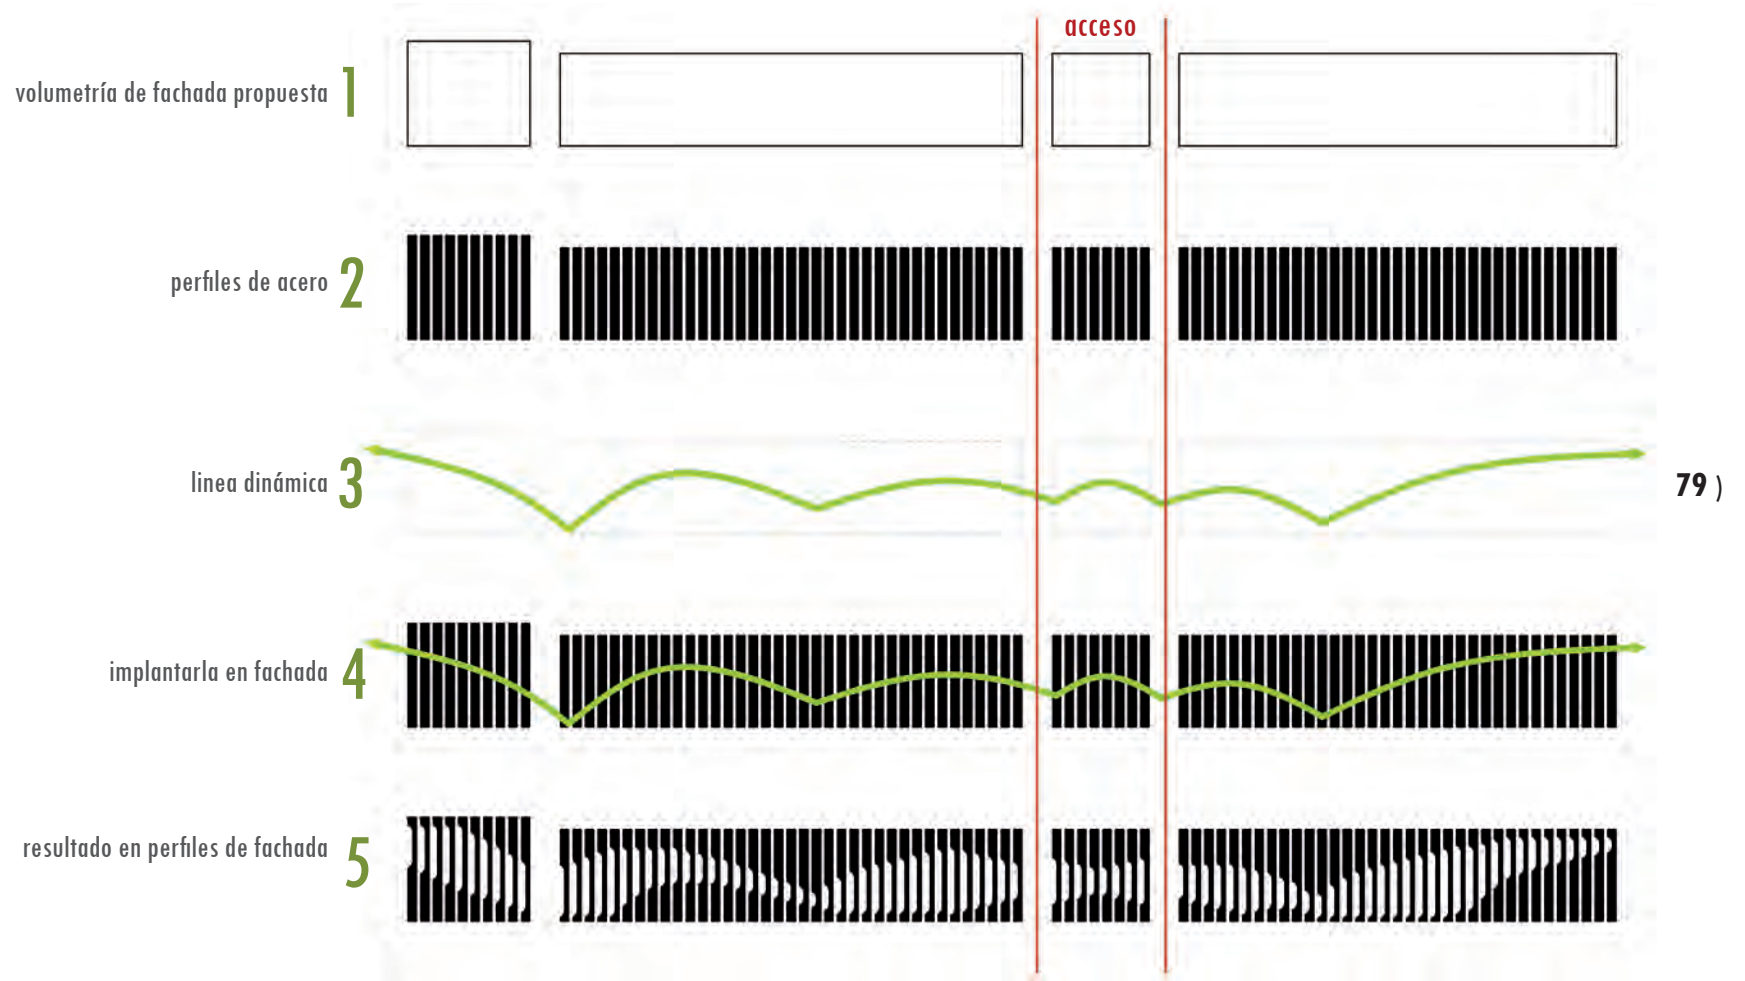 acceso
volumetría de fachada propuesta 1
perfiles de acero 2
linea dinámica 3
79 )
implantarla en fachada 4
resultado en perfiles de fachada 5